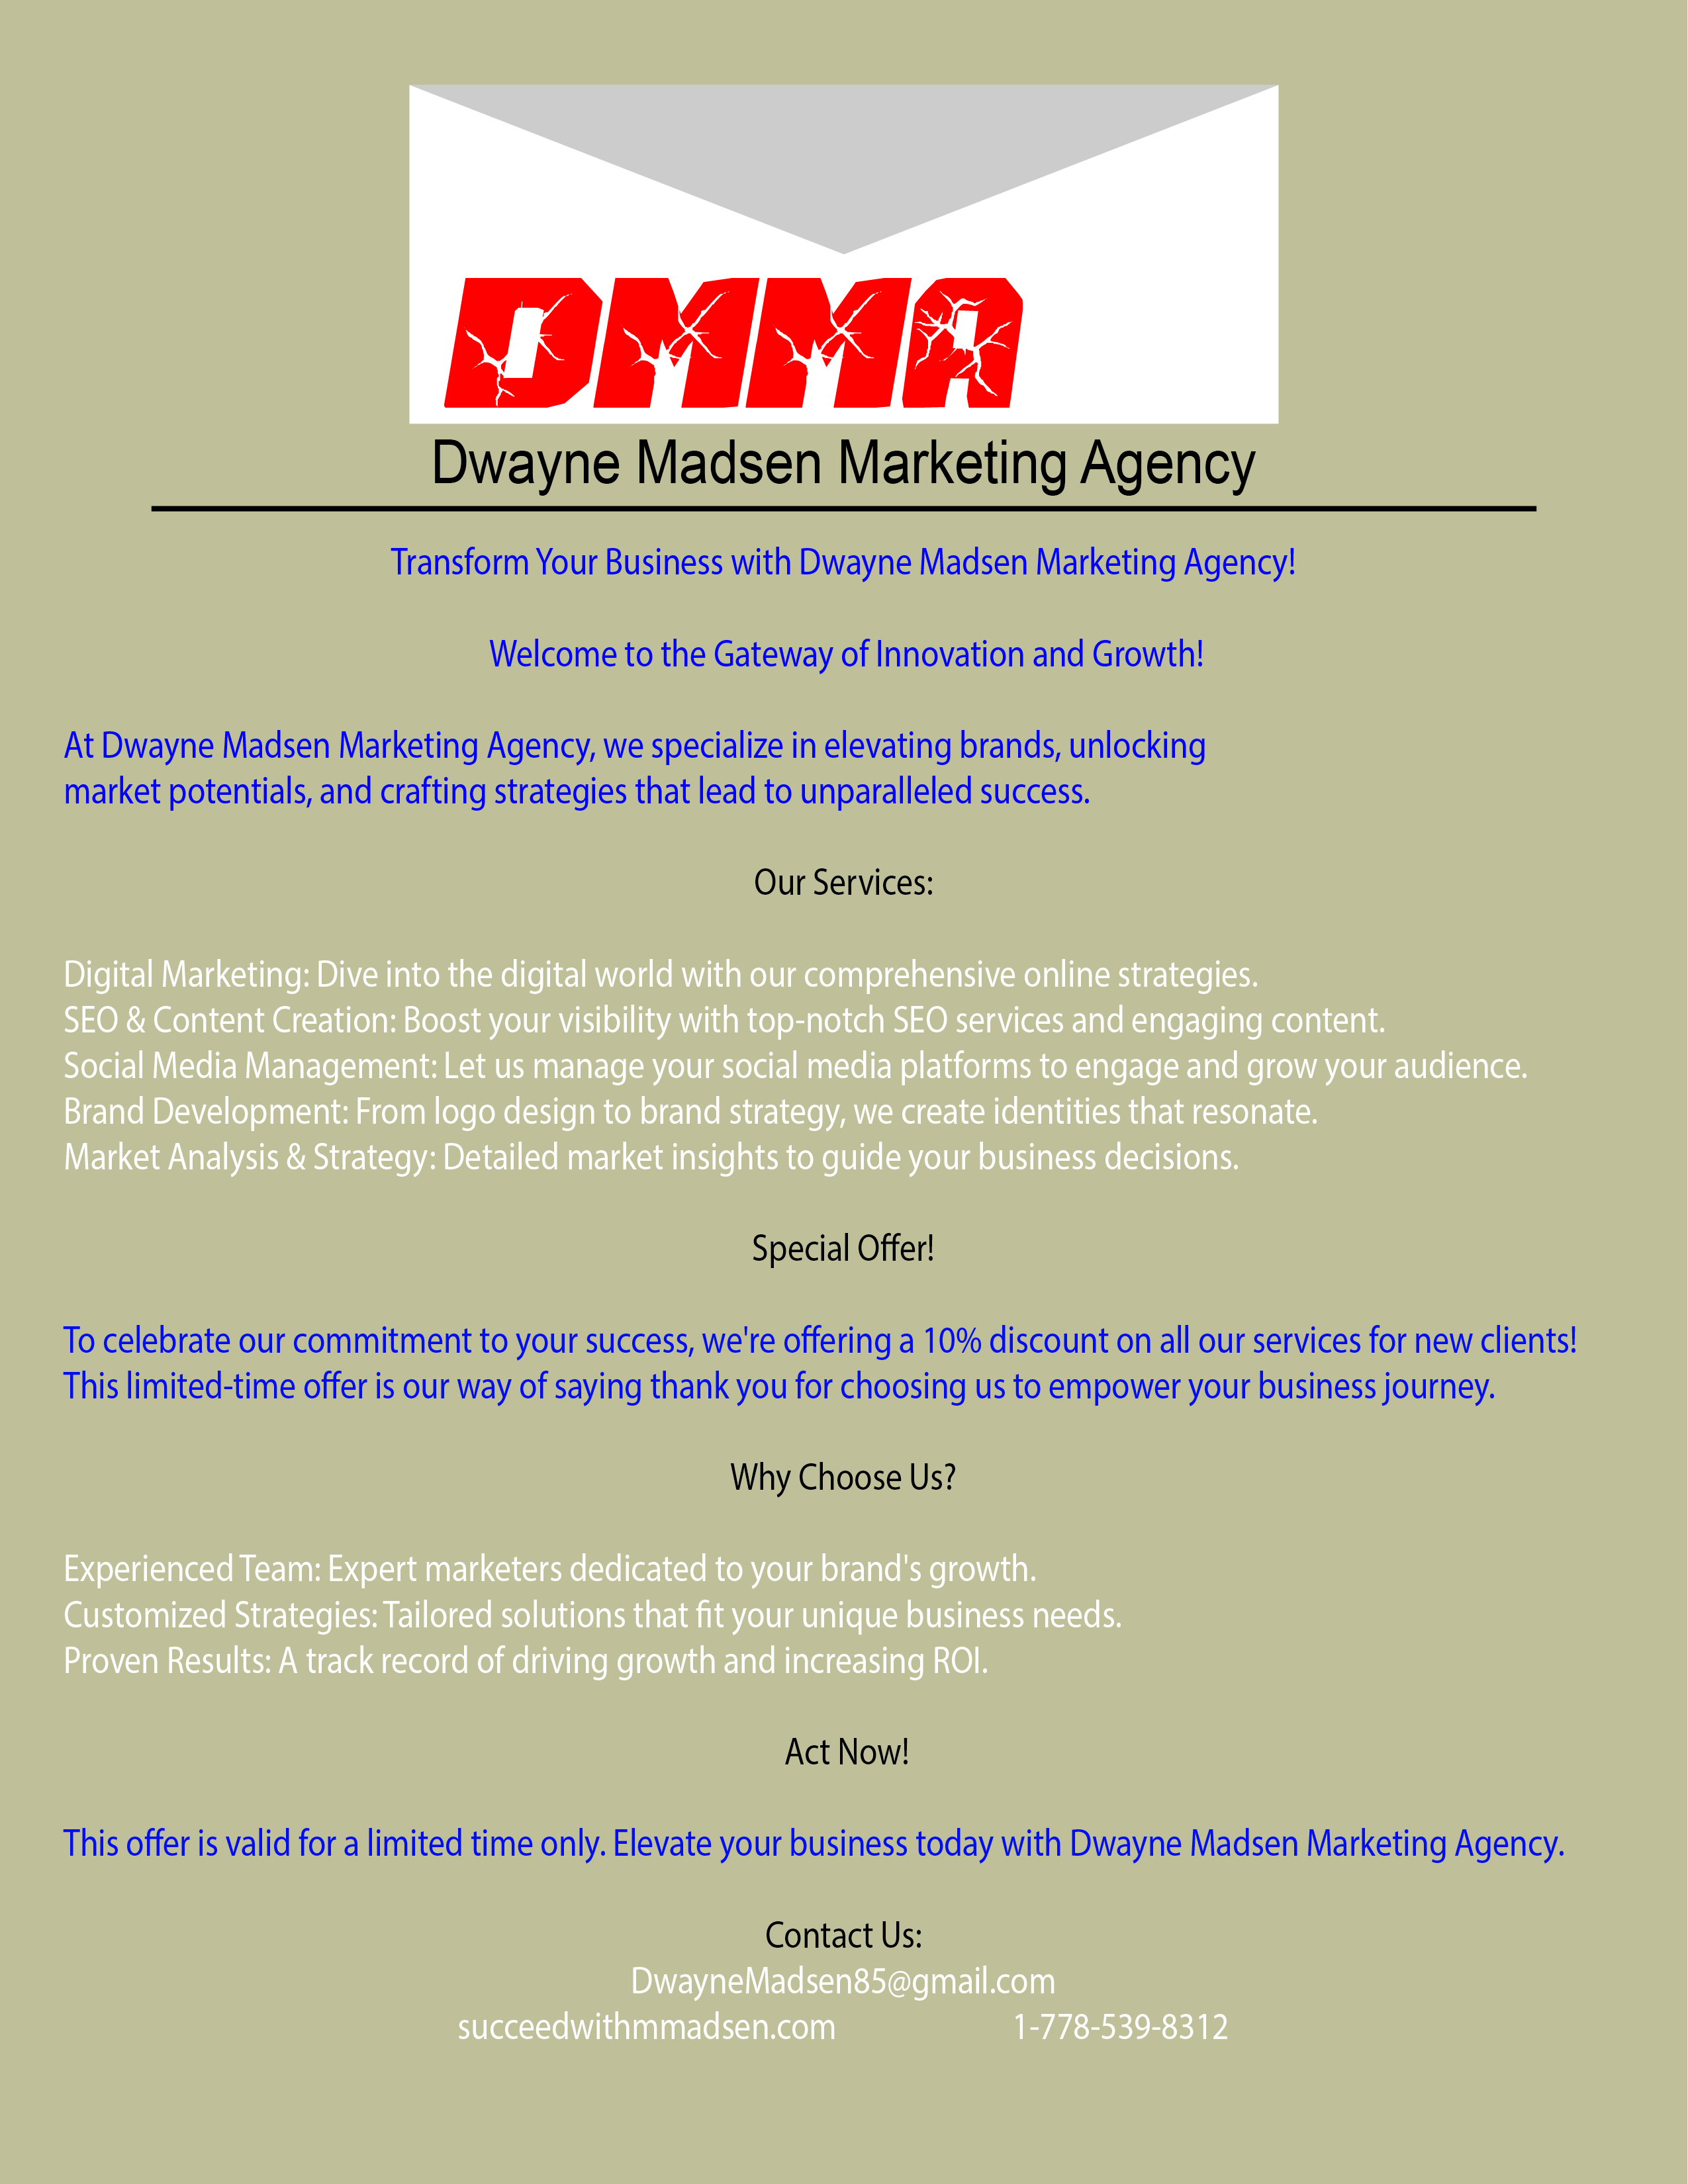 DMMA
Dwayne Madsen Marketing Agency
Transform Your Business with Dwayne Madsen Marketing Agency!
Welcome to the Gateway of Innovation and Growth!
At Dwayne Madsen Marketing Agency, we specialize in elevating brands, unlocking
market potentials, and crafting strategies that lead to unparalleled success.
Our Services:
Digital Marketing: Dive into the digital world with our comprehensive online strategies.
SEO & Content Creation: Boost your visibility with top-notch SEO services and engaging content.
Social Media Management: Let us manage your social media platforms to engage and grow your audience.
Brand Development: From logo design to brand strategy, we create identities that resonate.
Market Analysis & Strategy: Detailed market insights to guide your business decisions.
Special Offer!
To celebrate our commitment to your success, we're offering a 10% discount on all our services for new clients!
This limited-time offer is our way of saying thank you for choosing us to empower your business journey.
Why Choose Us?
Experienced Team: Expert marketers dedicated to your brand's growth.
Customized Strategies: Tailored solutions that fit your unique business needs.
Proven Results: A track record of driving growth and increasing ROI.
Act Now!
This offer is valid for a limited time only. Elevate your business today with Dwayne Madsen Marketing Agency.
Contact Us:
DwayneMadsen85@gmail.com
succeedwithmmadsen.com 1-778-539-8312